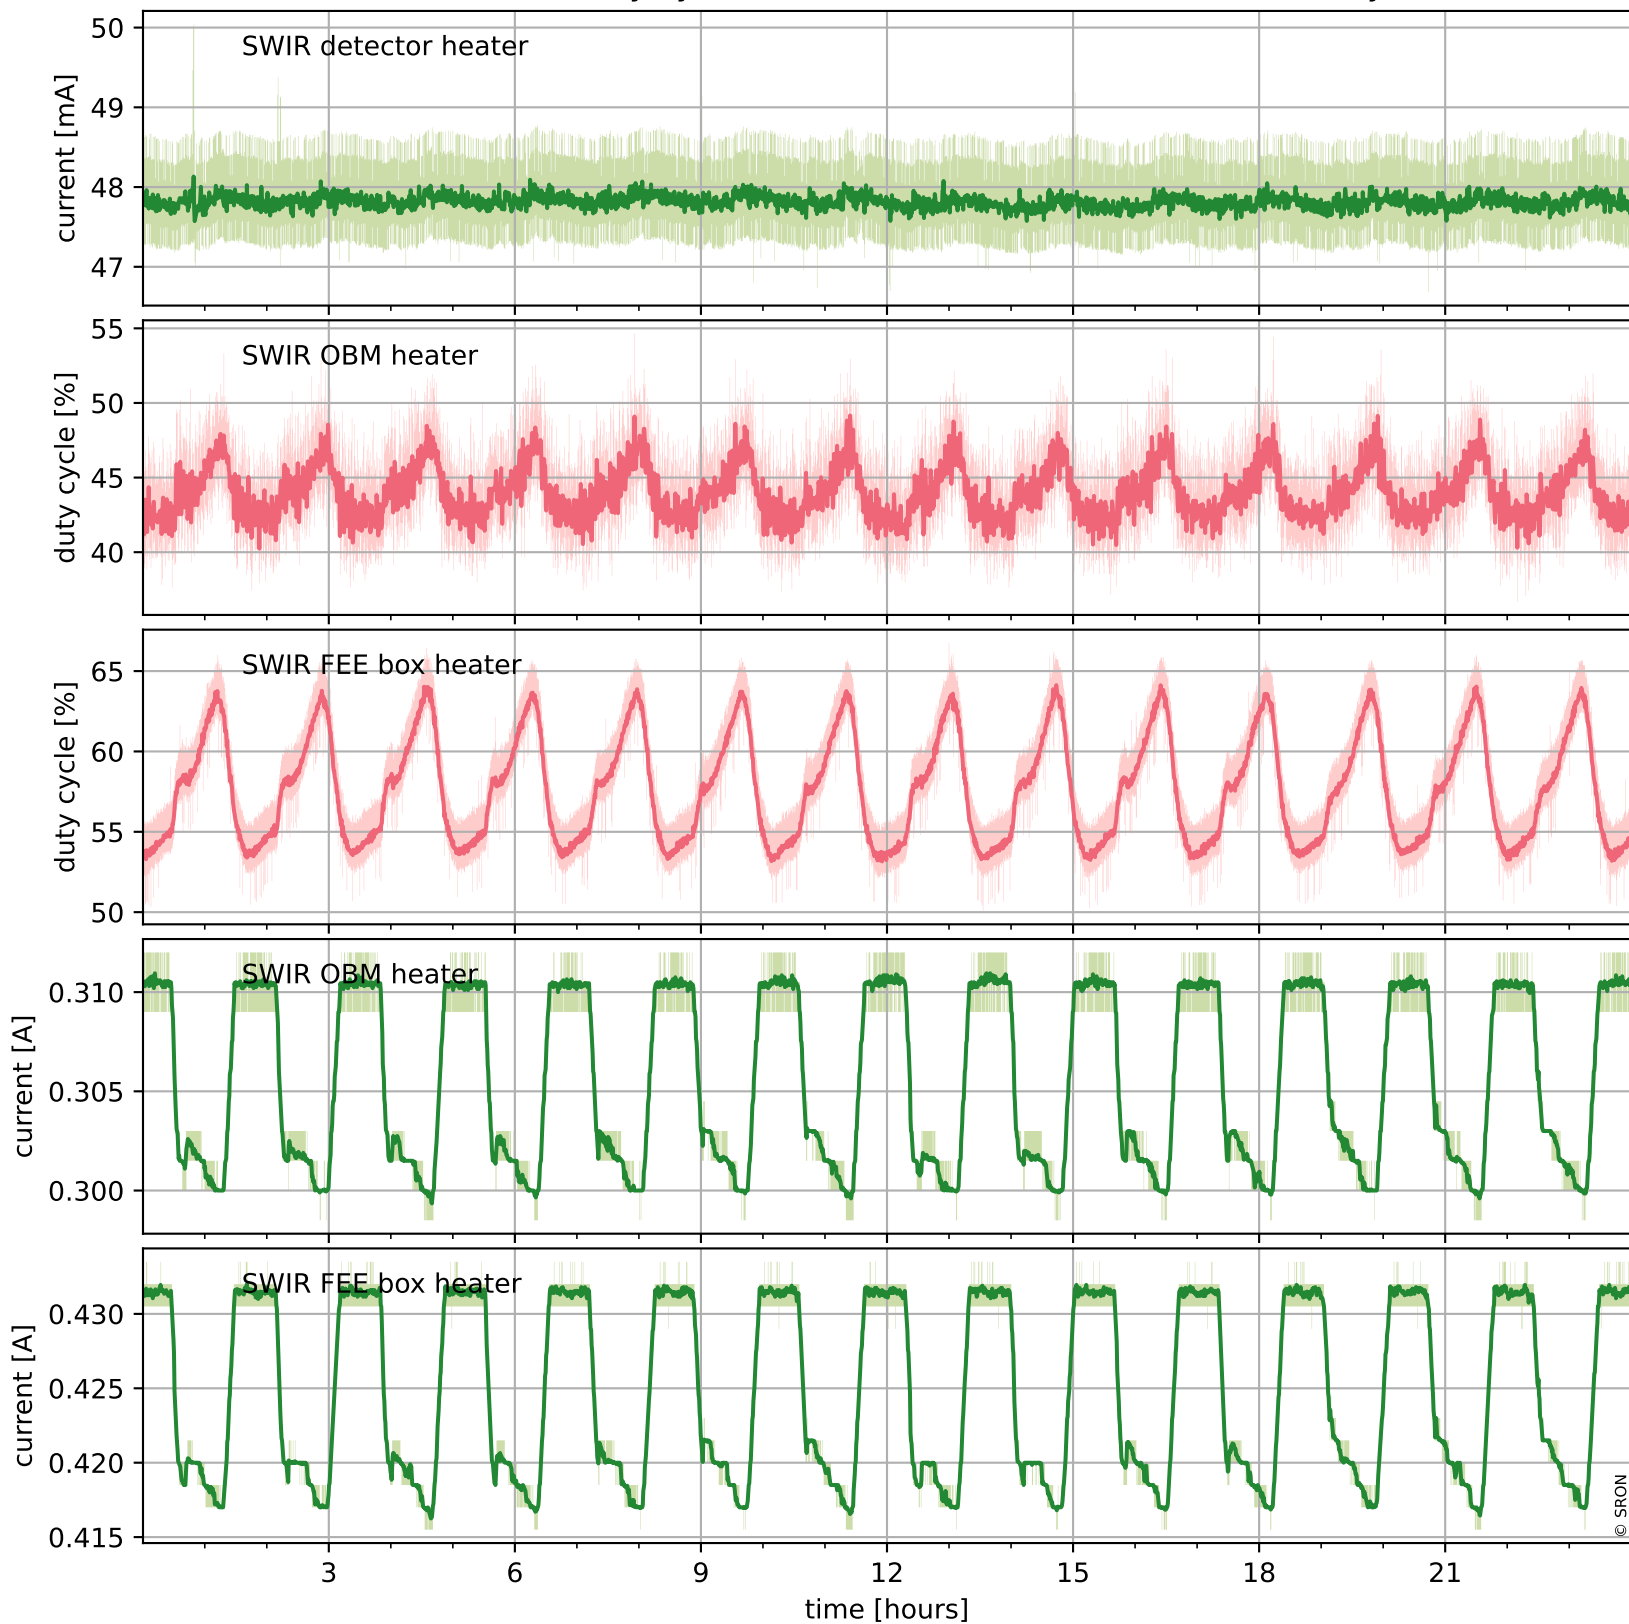 SWIR detector heater
current [mA]
50
49
48
47
SWIR OBM heater
duty cycle [%]
55
50
45
40
SWIR FEE box heater
duty cycle [%]
65
60
55
50
SWIR OBM heater
current [A]
0.310
0.305
0.300
SWIR FEE box heater
current [A]
0.430
0.425
0.420
0.415
3 6 9 12 15 18 21
time [hours]
© SRON